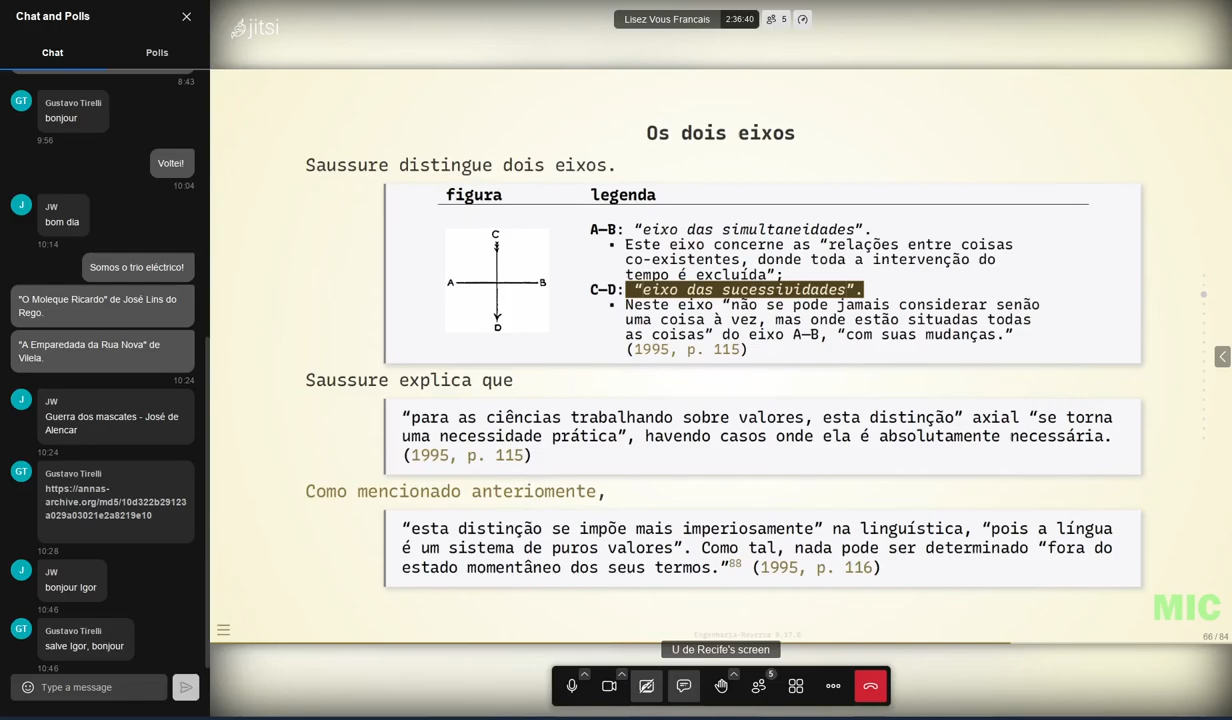 Chat and Polls
Chat
Polls
8:43
GT
Gustavo Tirelli
bonjour
9:56
Voltei!
10:04
J
JW
bom dia
10:14
Somos o trio eléctrico!
"O Moleque Ricardo" de José Lins do
Rego.
"A Emparedada da Rua Nova" de
Vilela.
10:24
J
JW
Guerra dos mascates - José de
Alencar
10:24
GT
Gustavo Tirelli
https://annas-
archive.org/md5/10d322b29123
a029a03021e2a8219e10
10:28
J
JW
bonjour Igor
10:46
GT
Gustavo Tirelli
salve Igor, bonjour
10:46
Type a message
jitsi
Lisez Vous Francais
2:36:40
5
Os dois eixos
Saussure distingue dois eixos.
figura
legenda
C
A
B
D
A—B: “eixo das simultaneidades”.
▪ Este eixo concerne as “relações entre coisas
co-existentes, donde toda a intervenção do
tempo é excluída”;
C—D: “eixo das sucessividades”.
▪ Neste eixo “não se pode jamais considerar senão
uma coisa à vez, mas onde estão situadas todas
as coisas” do eixo A—B, “com suas mudanças.”
(1995, p. 115)
Saussure explica que
“para as ciências trabalhando sobre valores, esta distinção” axial “se torna
uma necessidade prática”, havendo casos onde ela é absolutamente necessária.
(1995, p. 115)
Como mencionado anteriomente,
“esta distinção se impõe mais imperiosamente” na linguística, “pois a língua
é um sistema de puros valores”. Como tal, nada pode ser determinado “fora do
estado momentâneo dos seus termos.”88 (1995, p. 116)
MIC
66 / 84
U de Recife's screen
5